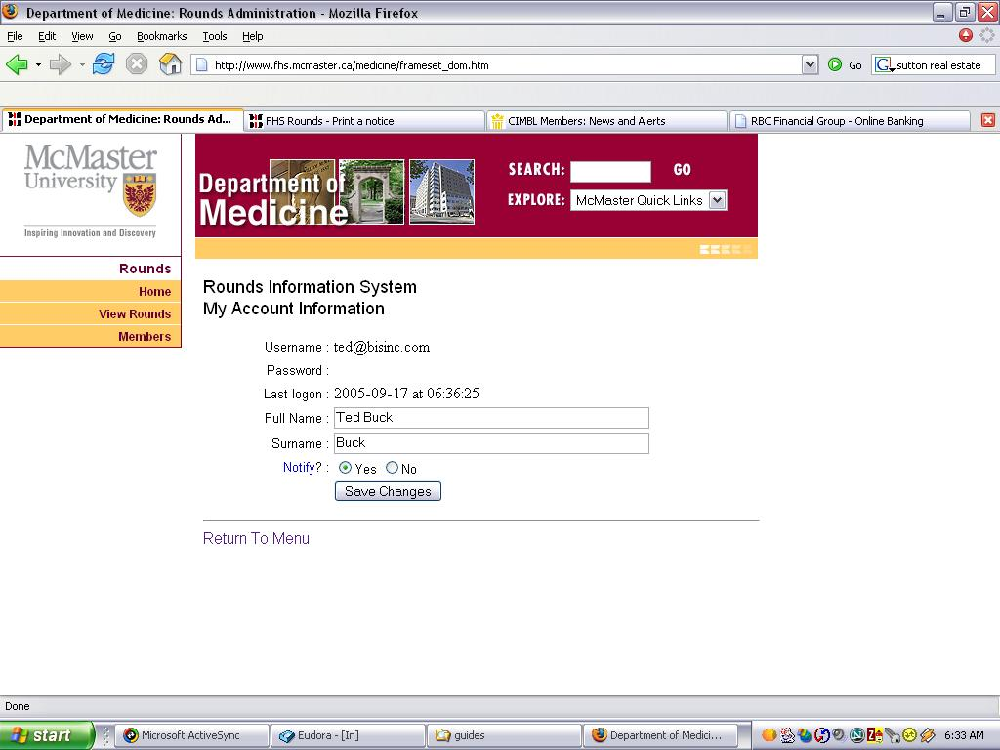 Department of Medicine: Rounds Administration - Mozilla Firefox
File Edit View Go Bookmarks Tools Help
http://www.fhs.mcmaster.ca/medicine/frameset_dom.htm Go sutton real estate
Department of Medicine: Rounds Ad... FHS Rounds - Print a notice CIMBL Members: News and Alerts RBC Financial Group - Online Banking
McMaster
University
Inspiring Innovation and Discovery
Department of
Medicine
SEARCH: GO
EXPLORE: McMaster Quick Links
Rounds
Home
View Rounds
Members
Rounds Information System
My Account Information
Username : ted@bisinc.com
Password :
Last logon : 2005-09-17 at 06:36:25
Full Name : Ted Buck
Surname : Buck
Notify? : Yes No
Save Changes
Return To Menu
Done
start Microsoft ActiveSync Eudora - [In] guides Department of Medici... 6:33 AM